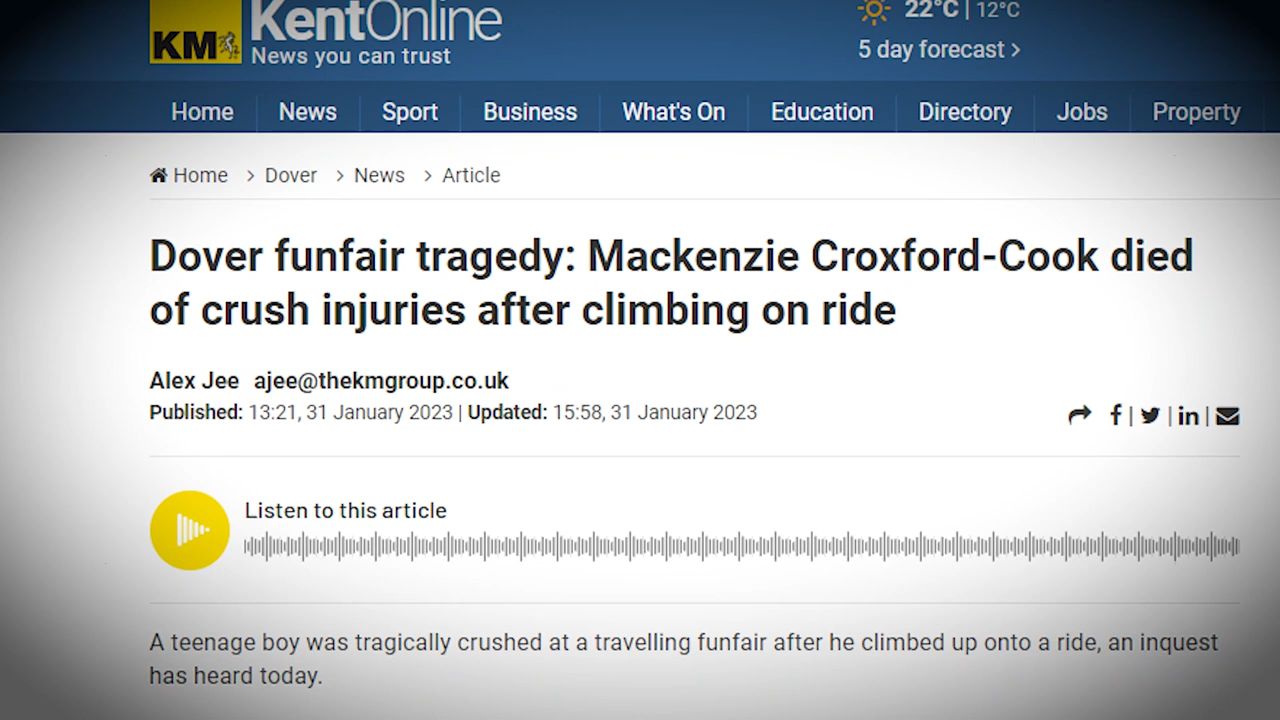 KM KentOnline
News you can trust
22°C | 12°C
5 day forecast >
Home News Sport Business What's On Education Directory Jobs Property
Home > Dover > News > Article
Dover funfair tragedy: Mackenzie Croxford-Cook died
of crush injuries after climbing on ride
Alex Jee ajee@thekmgroup.co.uk
Published: 13:21, 31 January 2023 | Updated: 15:58, 31 January 2023
f | | in |
Listen to this article
A teenage boy was tragically crushed at a travelling funfair after he climbed up onto a ride, an inquest
has heard today.